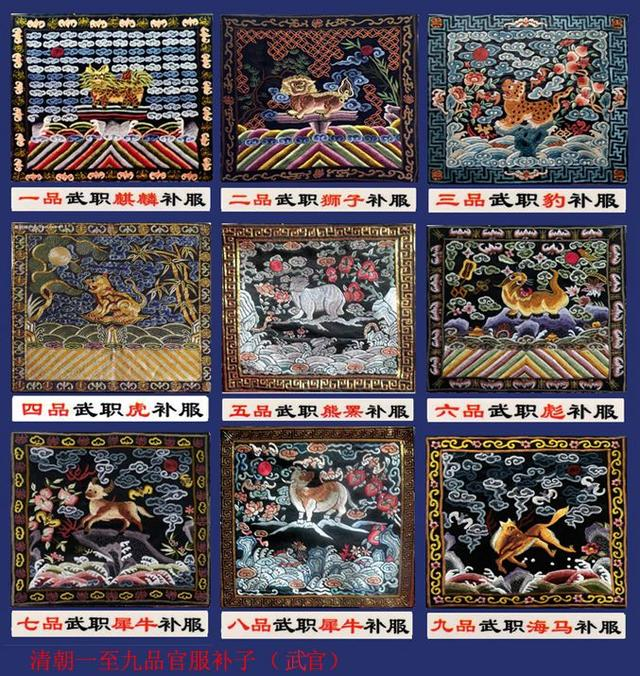 一品武职麒麟补服
二品武职狮子补服
三品武职豹补服
四品武职虎补服
五品武职熊罴补服
六品武职彪补服
七品武职犀牛补服
八品武职犀牛补服
九品武职海马补服
清朝一至九品官服补子（武官）